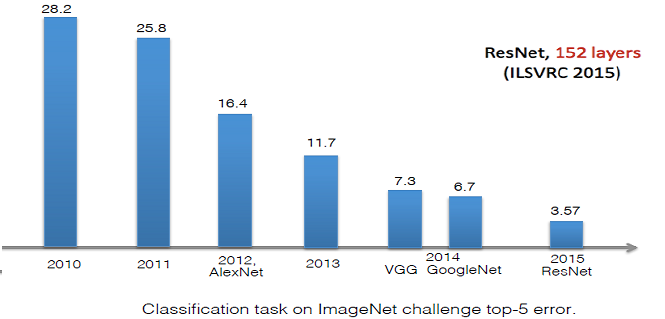 28.2
25.8
16.4
11.7
7.3
6.7
3.57
ResNet, 152 layers
(ILSVRC 2015)
2010
2011
2012,
AlexNet
2013
2014
VGG GoogleNet
2015
ResNet
Classification task on ImageNet challenge top-5 error.